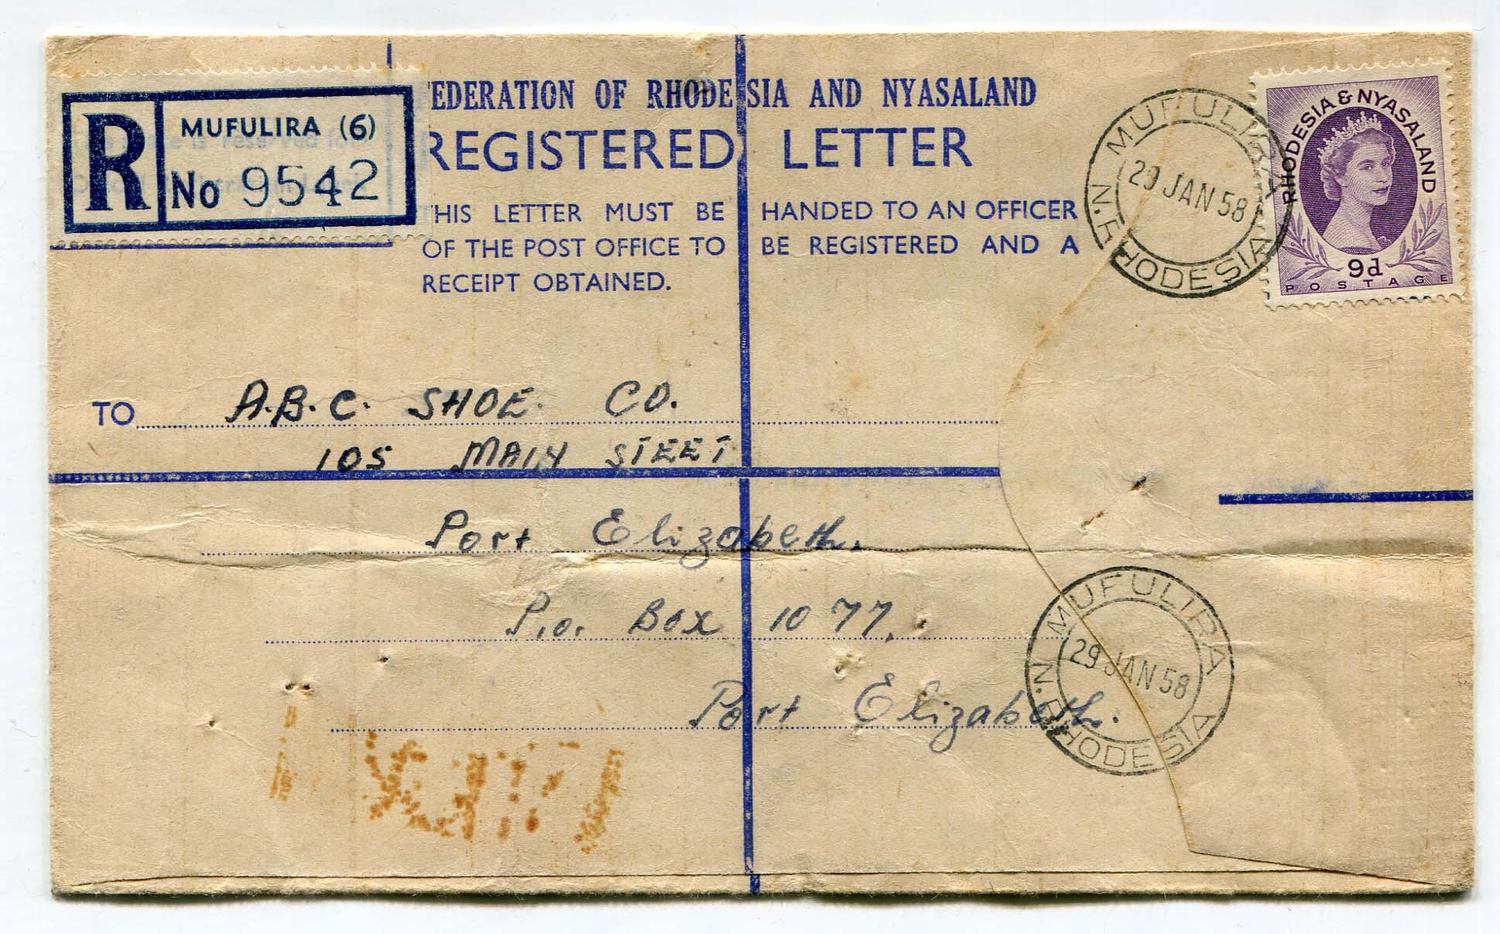 R
MUFULIRA (6)
No 9542
FEDERATION OF RHODESIA AND NYASALAND
REGISTERED LETTER
THIS LETTER MUST BE HANDED TO AN OFFICER
OF THE POST OFFICE TO BE REGISTERED AND A
RECEIPT OBTAINED.
MUFULIRA
29 JAN 58
N. RHODESIA
RHODESIA & NYASALAND
9d
POSTAGE
TO A.B.C. SHOE CO.
105 MAIN STEET
Port Elizabeth.
P.O. Box 1077.
Port Elizabeth.
MUFULIRA
29 JAN 58
N. RHODESIA